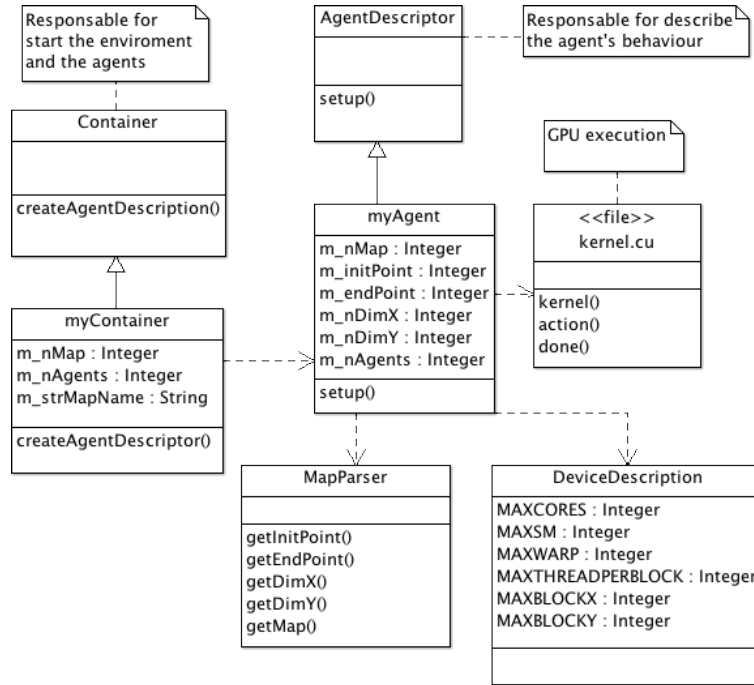 Responsable for
start the enviroment
and the agents
Container
createAgentDescription()
myContainer
m_nMap : Integer
m_nAgents : Integer
m_strMapName : String
createAgentDescriptor()
AgentDescriptor
setup()
Responsable for describe
the agent's behaviour
GPU execution
myAgent
m_nMap : Integer
m_initPoint : Integer
m_endPoint : Integer
m_nDimX : Integer
m_nDimY : Integer
m_nAgents : Integer
setup()
<<file>>
kernel.cu
kernel()
action()
done()
MapParser
getInitPoint()
getEndPoint()
getDimX()
getDimY()
getMap()
DeviceDescription
MAXCORES : Integer
MAXSM : Integer
MAXWARP : Integer
MAXTHREADPERBLOCK : Integer
MAXBLOCKX : Integer
MAXBLOCKY : Integer